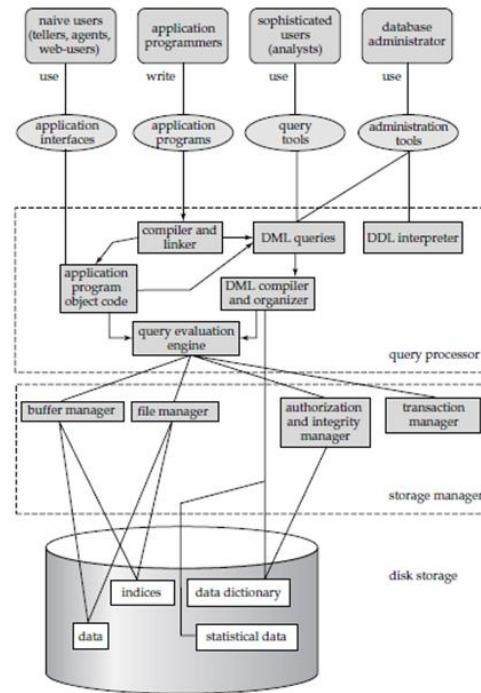 naive users
(tellers, agents,
web-users)
application
programmers
sophisticated
users
(analysts)
database
administrator
use
write
use
use
application
interfaces
application
programs
query
tools
administration
tools
compiler and
linker
DML queries
DDL interpreter
application
program
object code
DML compiler
and organizer
query evaluation
engine
query processor
buffer manager
file manager
authorization
and integrity
manager
transaction
manager
storage manager
disk storage
indices
data dictionary
data
statistical data